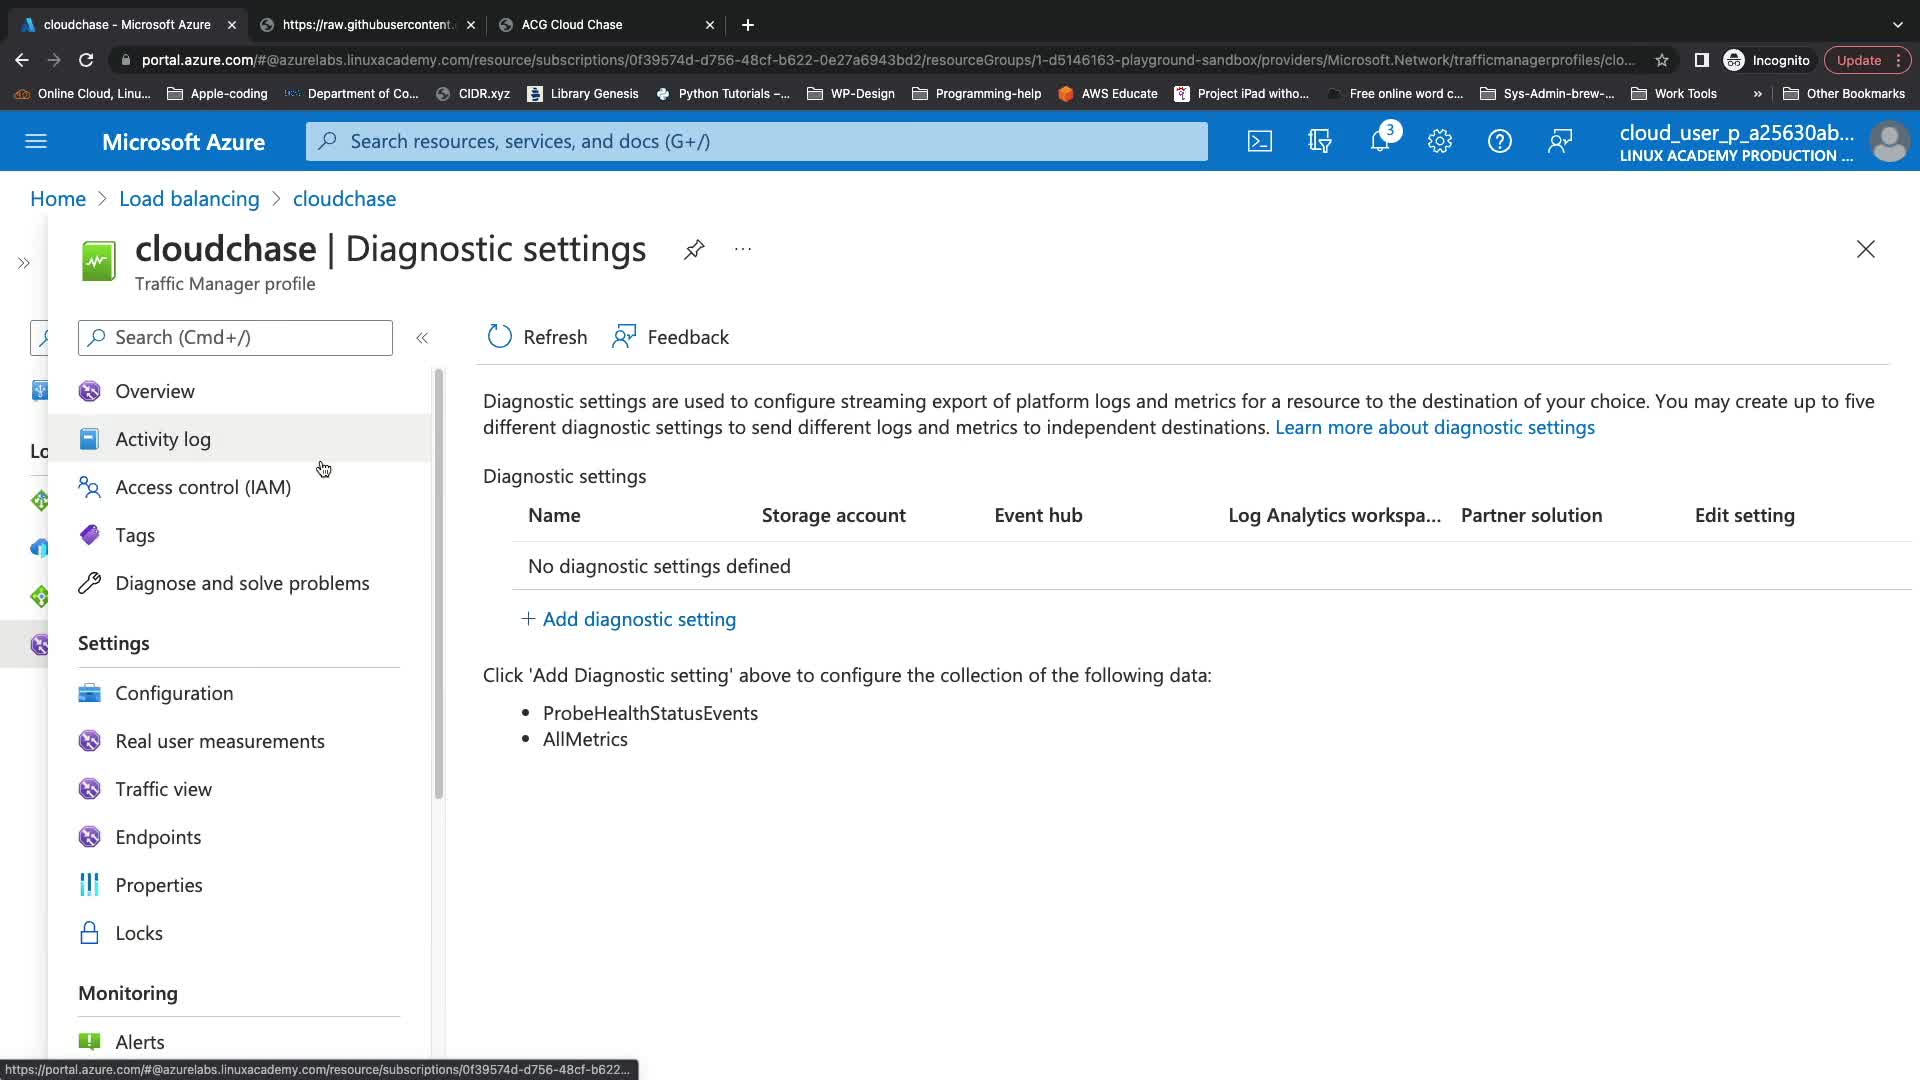 cloudchase - Microsoft Azure
https://raw.githubusercontent.
ACG Cloud Chase
portal.azure.com/#@azurelabs.linuxacademy.com/resource/subscriptions/0f39574d-d756-48cf-b622-0e27a6943bd2/resourceGroups/1-d5146163-playground-sandbox/providers/Microsoft.Network/trafficmanagerprofiles/clo...
Incognito
Update
Online Cloud, Linu...
Apple-coding
Department of Co...
CIDR.xyz
Library Genesis
Python Tutorials –...
WP-Design
Programming-help
AWS Educate
Project iPad witho...
Free online word c...
Sys-Admin-brew-...
Work Tools
»
Other Bookmarks
Microsoft Azure
Search resources, services, and docs (G+/)
3
cloud_user_p_a25630ab...
LINUX ACADEMY PRODUCTION ...
Home > Load balancing > cloudchase
cloudchase | Diagnostic settings
...
Traffic Manager profile
Search (Cmd+/)
Refresh
Feedback
Overview
Activity log
Access control (IAM)
Tags
Diagnose and solve problems
Settings
Configuration
Real user measurements
Traffic view
Endpoints
Properties
Locks
Monitoring
Alerts
Lo
Diagnostic settings are used to configure streaming export of platform logs and metrics for a resource to the destination of your choice. You may create up to five
different diagnostic settings to send different logs and metrics to independent destinations. Learn more about diagnostic settings
Diagnostic settings
Name
Storage account
Event hub
Log Analytics workspa...
Partner solution
Edit setting
No diagnostic settings defined
+ Add diagnostic setting
Click 'Add Diagnostic setting' above to configure the collection of the following data:
• ProbeHealthStatusEvents
• AllMetrics
https://portal.azure.com/#@azurelabs.linuxacademy.com/resource/subscriptions/0f39574d-d756-48cf-b622...